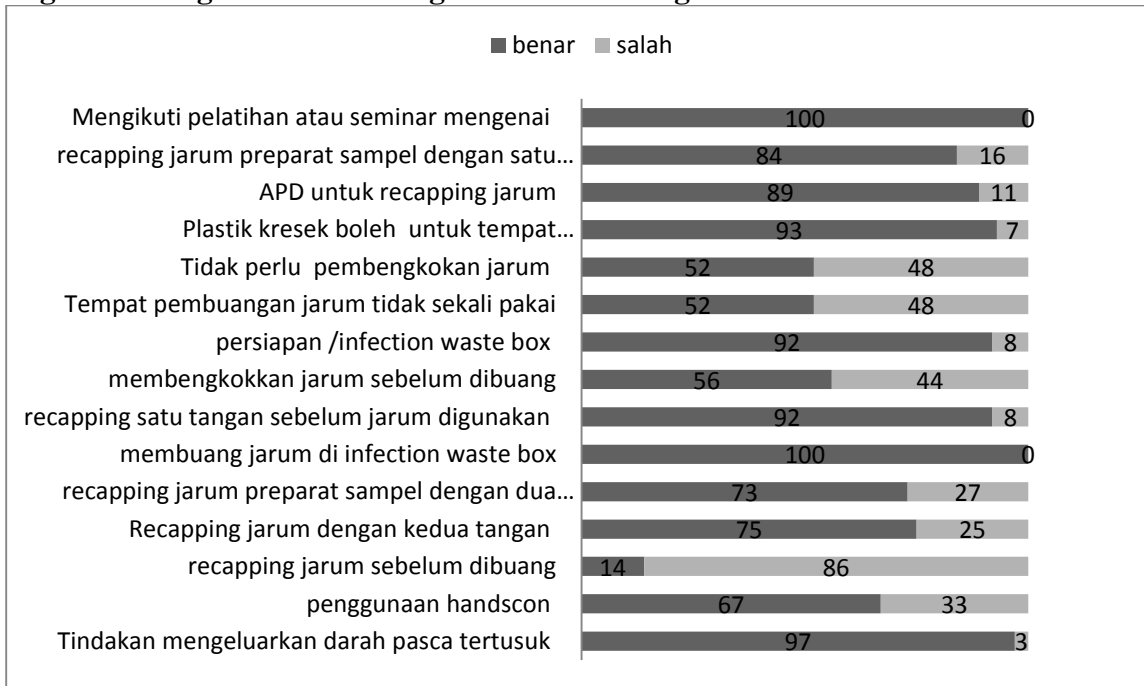 benar salah
Mengikuti pelatihan atau seminar mengenai 100 0
recapping jarum preparat sampel dengan satu... 84 16
APD untuk recapping jarum 89 11
Plastik kresek boleh untuk tempat... 93 7
Tidak perlu pembengkokan jarum 52 48
Tempat pembuangan jarum tidak sekali pakai 52 48
persiapan /infection waste box 92 8
membengkokkan jarum sebelum dibuang 56 44
recapping satu tangan sebelum jarum digunakan 92 8
membuang jarum di infection waste box 100 0
recapping jarum preparat sampel dengan dua... 73 27
Recapping jarum dengan kedua tangan 75 25
recapping jarum sebelum dibuang 14 86
penggunaan handscon 67 33
Tindakan mengeluarkan darah pasca tertusuk 97 3